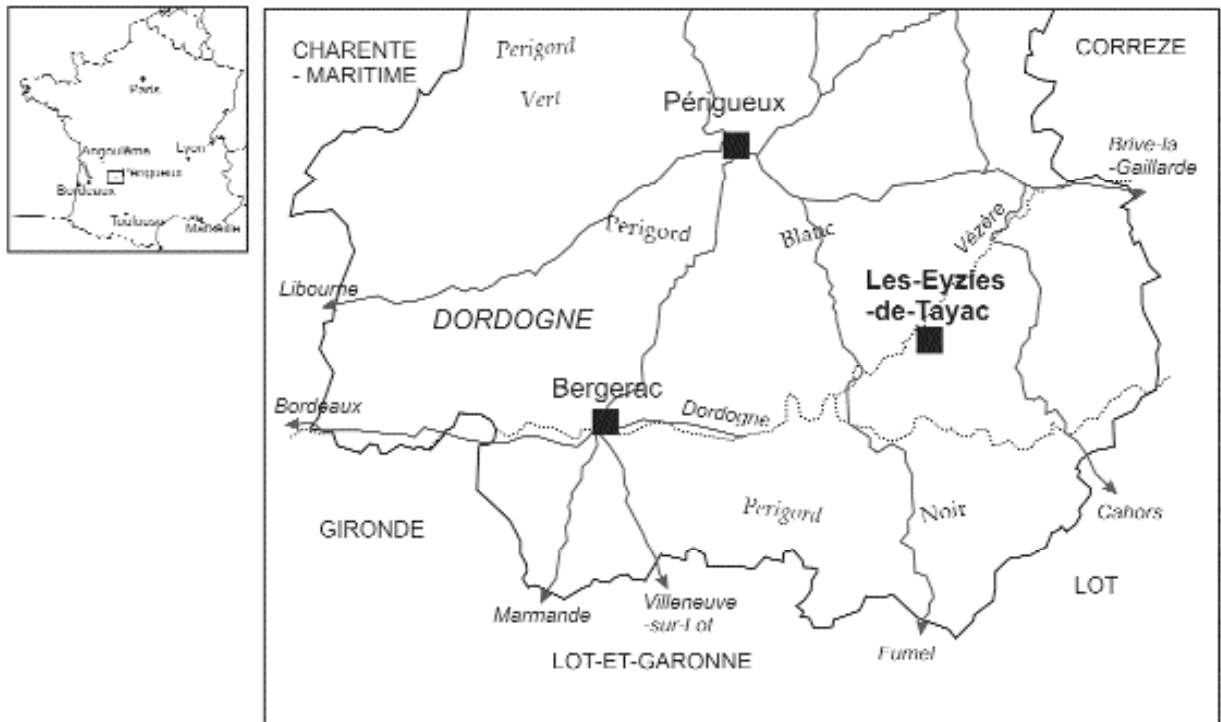 Paris
Angoulême
Lyon
Périgueux
Bordeaux
Toulouse
Marseille
CHARENTE
- MARITIME
Perigord
Vert
CORREZE
Périgueux
Brive-la
-Gaillarde
Perigord
Blanc
Vézère
Libourne
DORDOGNE
Les-Eyzies
-de-Tayac
Bergerac
Bordeaux
Dordogne
Perigord
Noir
Cahors
GIRONDE
LOT
Marmande
Villeneuve
-sur-Lot
Fumel
LOT-ET-GARONNE